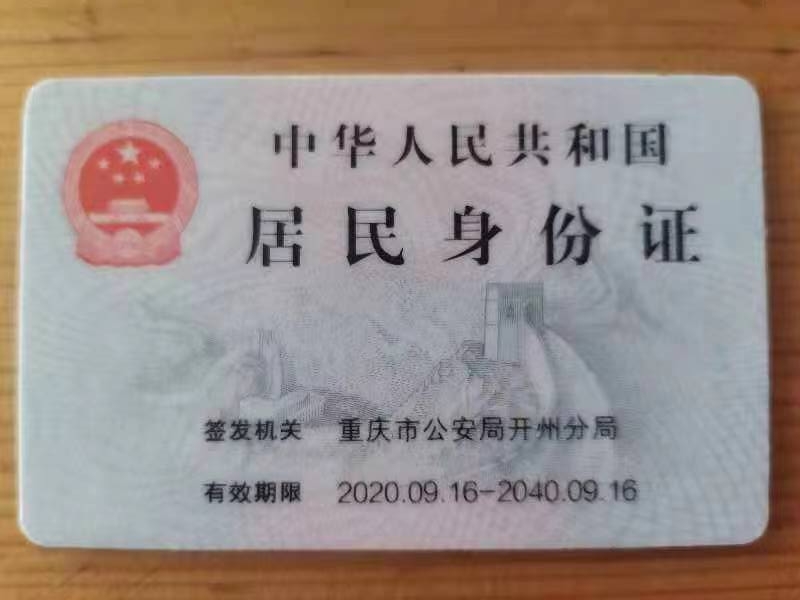 中华人民共和国
居民身份证
签发机关 重庆市公安局开州分局
有效期限 2020.09.16-2040.09.16